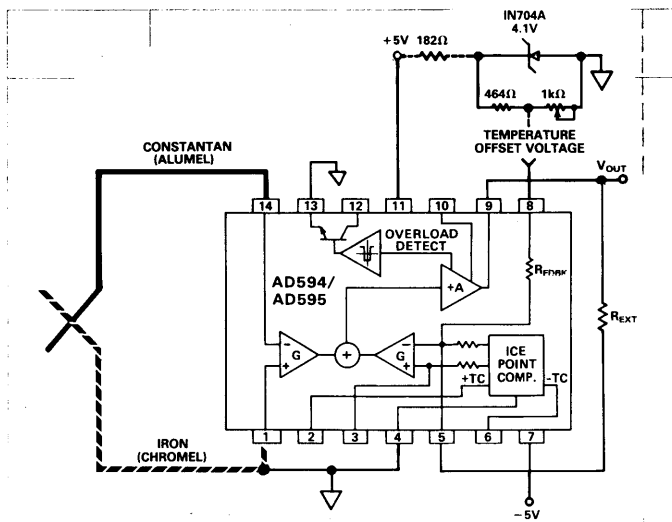 IN704A
4.1V
+5V 182Ω
464Ω 1kΩ
TEMPERATURE
OFFSET VOLTAGE
CONSTANTAN
(ALUMEL)
VOUT
14 13 12 11 10 9 8
OVERLOAD
DETECT
AD594/
AD595
+A
RFDBK
REXT
G
+
G
ICE
POINT
COMP.
+TC
-TC
1 2 3 4 5 6 7
IRON
(CHROMEL)
-5V